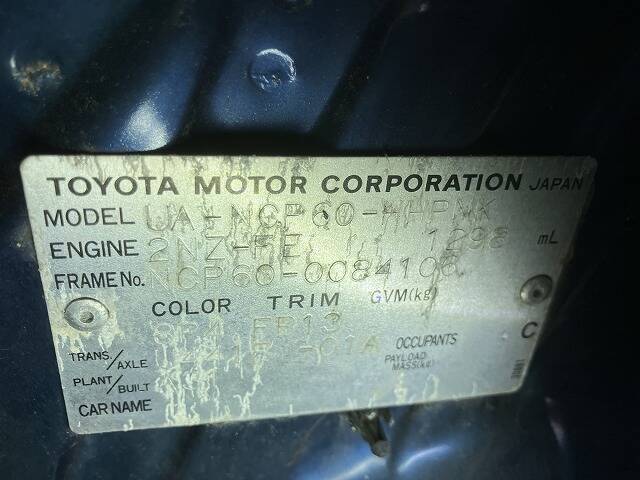 TOYOTA MOTOR CORPORATION JAPAN
MODEL UA-NCP60-AHPNK
ENGINE 2NZ-FE 1298 mL
FRAME No. NCP60-0084106
COLOR TRIM GVM(kg)
8P4 FB13
TRANS./AXLE OCCUPANTS
PLANT/BUILT PAYLOAD MASS(kg) C
CAR NAME